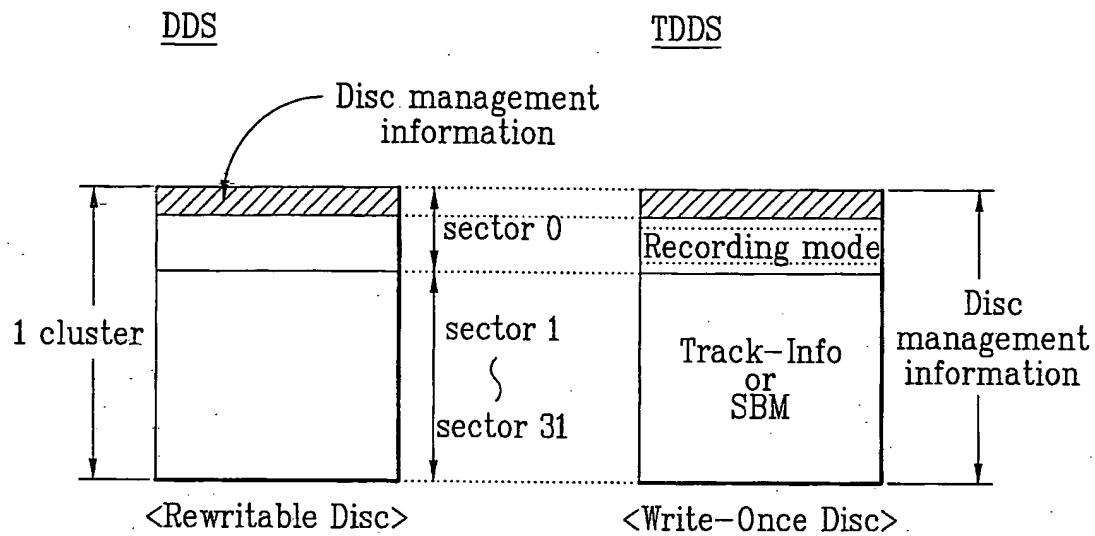 DDS
TDDS
Disc management
information
sector 0
Recording mode
1 cluster
sector 1
sector 31
Track-Info
or
SBM
Disc
management
information
<Rewritable Disc>
<Write-Once Disc>